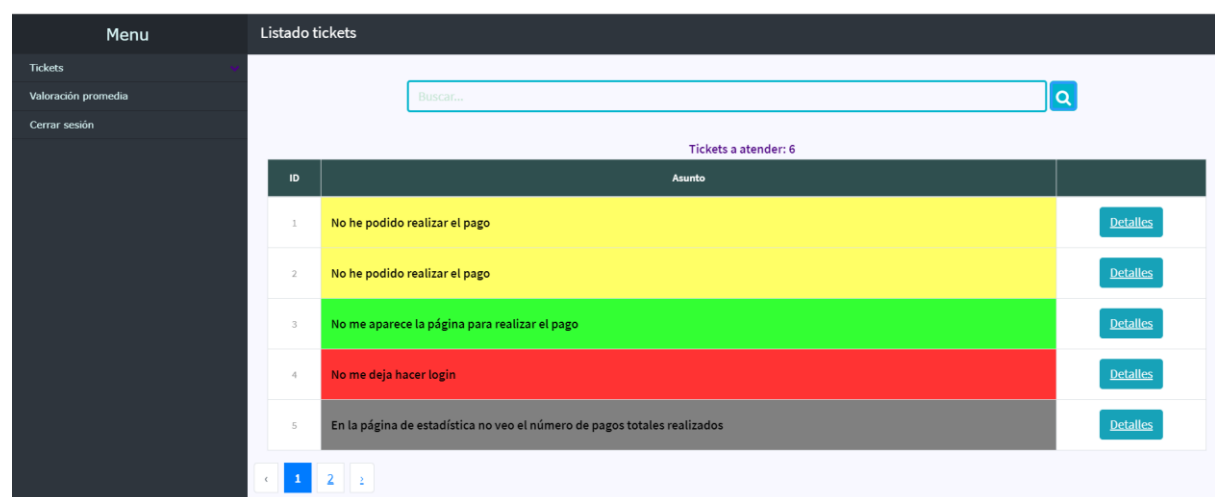 Menu
Listado tickets
Tickets
Valoración promedia
Cerrar sesión
Buscar...
Tickets a atender: 6
ID Asunto
1 No he podido realizar el pago Detalles
2 No he podido realizar el pago Detalles
3 No me aparece la página para realizar el pago Detalles
4 No me deja hacer login Detalles
5 En la página de estadística no veo el número de pagos totales realizados Detalles
‹ 1 2 ›